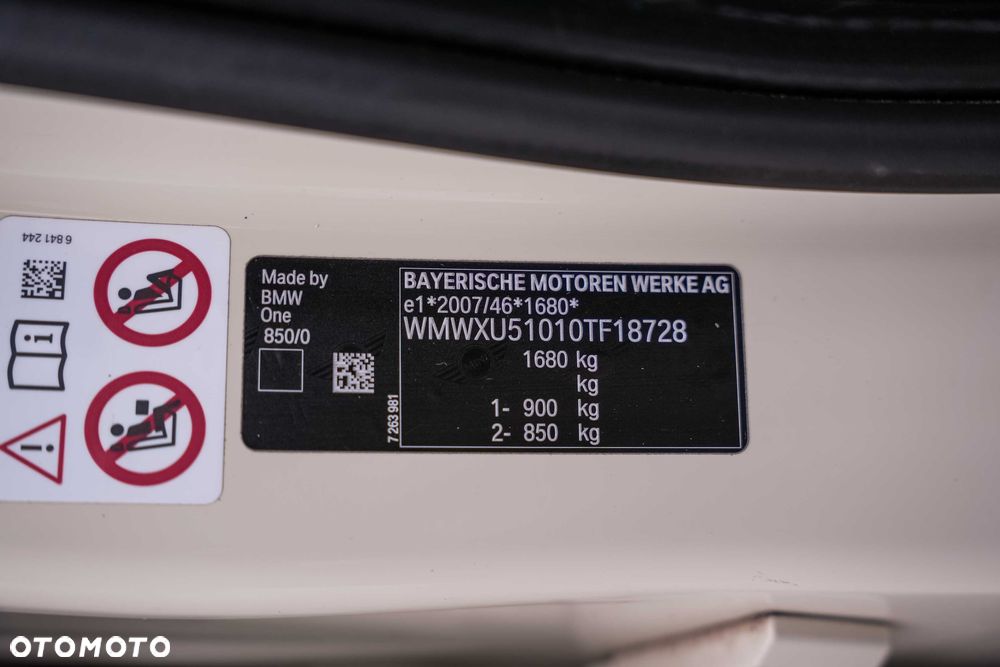 6 841 244
Made by
BMW
One
850/0
7 263 981
BAYERISCHE MOTOREN WERKE AG
e1*2007/46*1680*
WMWXU51010TF18728
1680 kg
kg
1- 900 kg
2- 850 kg
OTOMOTO